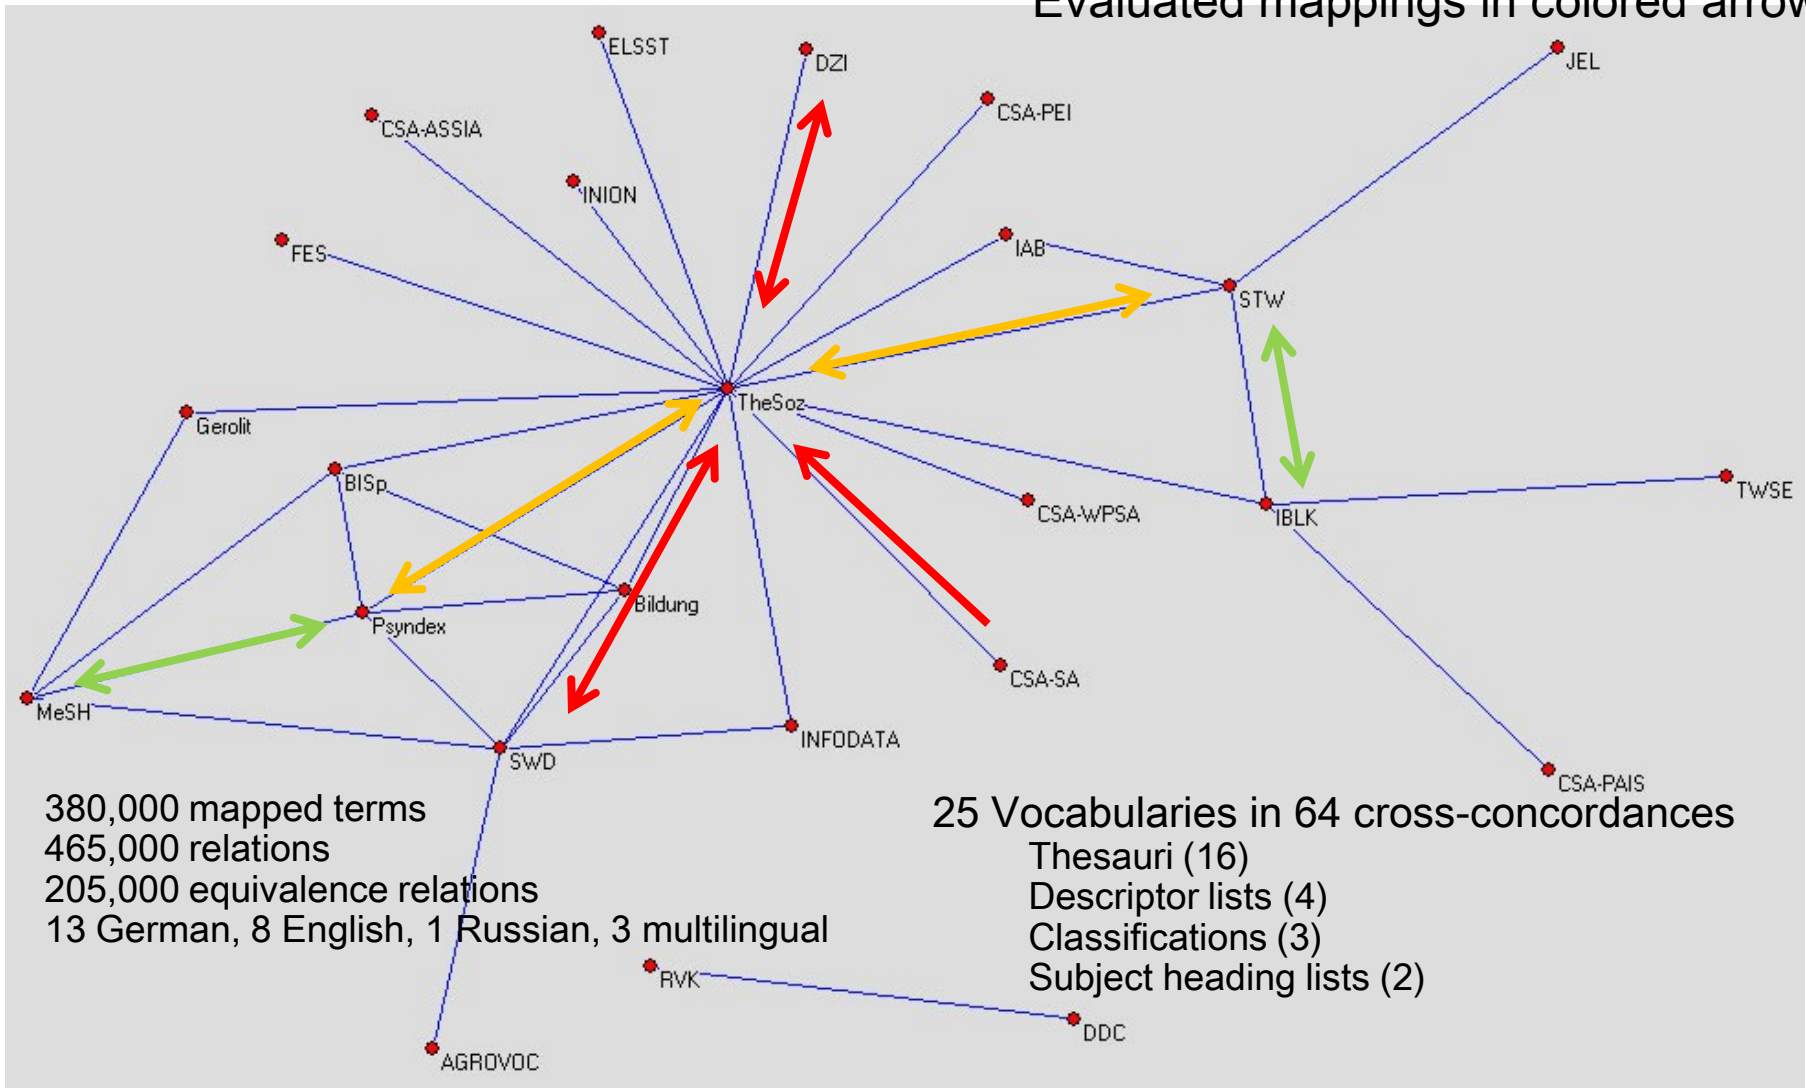 Evaluated mappings in colored arrow
ELSST
DZI
JEL
CSA-PEI
CSA-ASSIA
INION
IAB
FES
STW
TheSoz
Gerolit
BISp
TWSE
CSA-WPSA
IBLK
Bildung
Psyndex
CSA-SA
MeSH
INFODATA
SWD
CSA-PAIS
380,000 mapped terms
465,000 relations
205,000 equivalence relations
13 German, 8 English, 1 Russian, 3 multilingual
25 Vocabularies in 64 cross-concordances
Thesauri (16)
Descriptor lists (4)
Classifications (3)
Subject heading lists (2)
RVK
DDC
AGROVOC